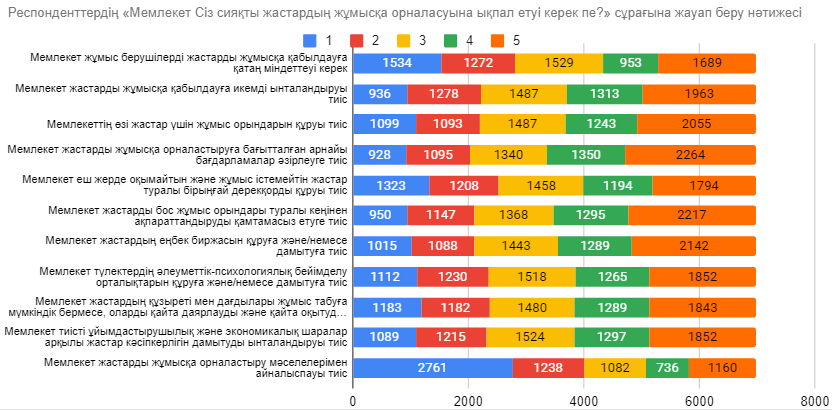 Респонденттердің «Мемлекет Сіз сияқты жастардың жұмысқа орналасуына ықпал етуі керек пе?» сұрағына жауап беру нәтижесі
1 2 3 4 5
Мемлекет жұмыс берушілерді жастарды жұмысқа қабылдауға
қатаң міндеттеуі керек
1534 1272 1529 953 1689
Мемлекет жастарды жұмысқа қабылдауға икемді ынталандыруы
тиіс
936 1278 1487 1313 1963
Мемлекеттің өзі жастар үшін жұмыс орындарын құруы тиіс
1099 1093 1487 1243 2055
Мемлекет жастарды жұмысқа орналастыруға бағытталған арнайы
бағдарламалар әзірлеуге тиіс
928 1095 1340 1350 2264
Мемлекет еш жерде оқымайтын және жұмыс істемейтін жастар
туралы бірыңғай дерекқорды құруы тиіс
1323 1208 1458 1194 1794
Мемлекет жастарды бос жұмыс орындары туралы кеңінен
ақпараттандыруды қамтамасыз етуге тиіс
950 1147 1368 1295 2217
Мемлекет жастардың еңбек биржасын құруға және/немесе
дамытуға тиіс
1015 1088 1443 1289 2142
Мемлекет түлектердің әлеуметтік-психологиялық бейімделу
орталықтарын құруға және/немесе дамытуға тиіс
1112 1230 1518 1265 1852
Мемлекет жастардың құзыреті мен дағдылары жұмыс табуға
мүмкіндік бермесе, оларды қайта даярлауды және қайта оқытуд…
1183 1182 1480 1289 1843
Мемлекет тиісті ұйымдастырушылық және экономикалық шаралар
арқылы жастар кәсіпкерлігін дамытуды ынталандыруы тиіс
1089 1215 1524 1297 1852
Мемлекет жастарды жұмысқа орналастыру мәселелерімен
айналыспауы тиіс
2761 1238 1082 736 1160
0 2000 4000 6000 8000